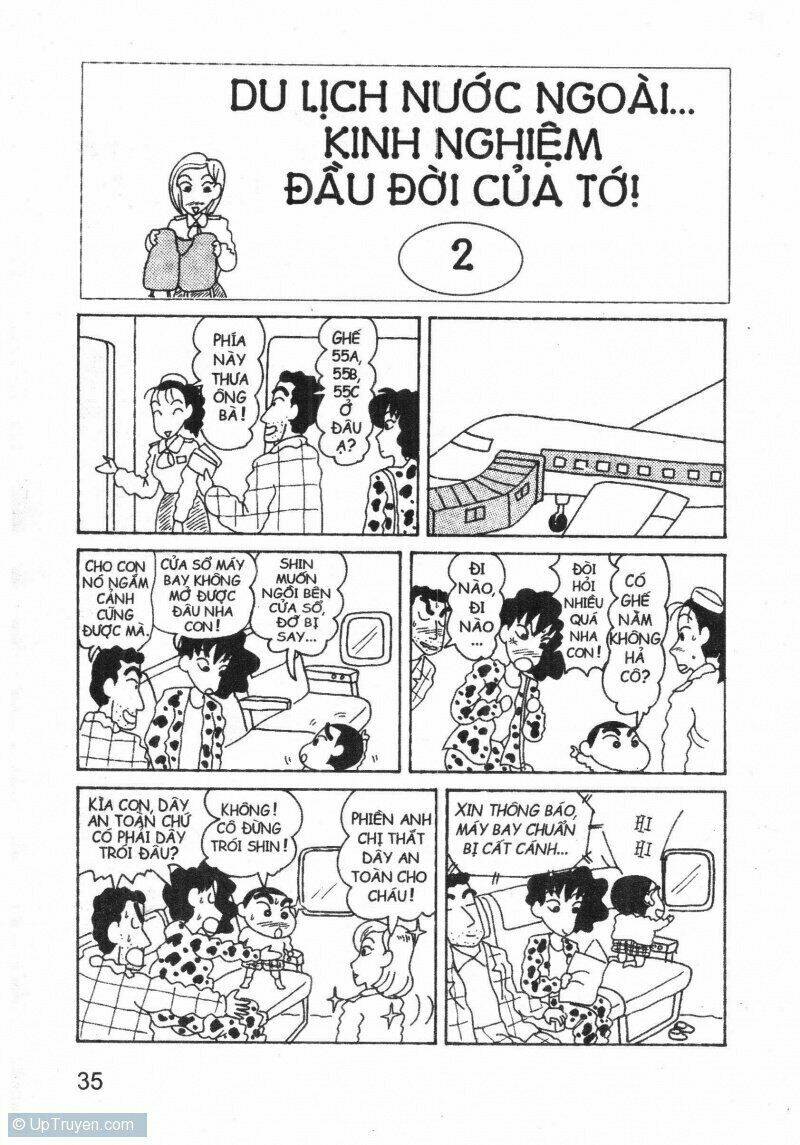 DU LỊCH NƯỚC NGOÀI...
KINH NGHIỆM
ĐẦU ĐỜI CỦA TỚ!
2
GHẾ
55A,
55B,
55C
Ở
ĐÂU
Ạ?
PHÍA
NÀY
THƯA
ÔNG
BÀ!
CÓ
GHẾ
NẰM
KHÔNG
HẢ
CÔ?
ĐÒI
HỎI
NHIỀU
QUÁ
NHA
CON!
ĐI
NÀO,
ĐI
NÀO
...
SHIN
MUỐN
NGỒI BÊN
CỬA SỔ,
ĐỠ BỊ
SAY...
CỬA SỔ MÁY
BAY KHÔNG
MỞ ĐƯỢC
ĐÂU NHA
CON!
CHO CON
NÓ NGẮM
CẢNH
CŨNG
ĐƯỢC MÀ.
XIN THÔNG BÁO,
MÁY BAY CHUẨN
BỊ CẤT CÁNH...
HI
HI
PHIỀN ANH
CHỊ THẮT
DÂY AN
TOÀN CHO
CHÁU!
KHÔNG!
CÔ ĐỪNG
TRÓI SHIN!
KÌA CON, DÂY
AN TOÀN CHỨ
CÓ PHẢI DÂY
TRÓI ĐÂU?
35
© UpTruyen.com